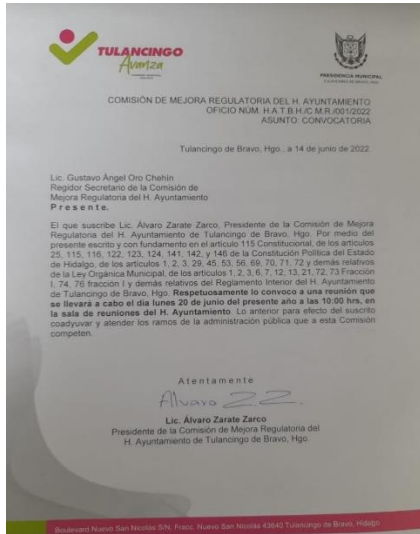 TULANCINGO
Avanza
PRESIDENCIA MUNICIPAL
COMISIÓN DE MEJORA REGULATORIA DEL H. AYUNTAMIENTO
OFICIO NÚM. H.A.T.B.H./C.M.R./001/2022
ASUNTO: CONVOCATORIA
Tulancingo de Bravo, Hgo., a 14 de junio de 2022.
Lic. Gustavo Ángel Oro Chehín
Regidor Secretario de la Comisión de
Mejora Regulatoria del H. Ayuntamiento
P r e s e n t e.
El que suscribe Lic. Álvaro Zarate Zarco, Presidente de la Comisión de Mejora
Regulatoria del H. Ayuntamiento de Tulancingo de Bravo, Hgo. Por medio del
presente escrito y con fundamento en el artículo 115 Constitucional, de los artículos
25, 115, 116, 122, 123, 124, 141, 142, y 146 de la Constitución Política del Estado
de Hidalgo, de los artículos 1, 2, 3, 29, 45, 53, 56, 69, 70, 71, 72 y demás relativos
de la Ley Orgánica Municipal, de los artículos 1, 2, 3, 6, 7, 12, 13, 21, 72, 73 Fracción
I, 74, 76 fracción I y demás relativos del Reglamento Interior del H. Ayuntamiento
de Tulancingo de Bravo, Hgo. Respetuosamente lo convoco a una reunión que
se llevará a cabo el día lunes 20 de junio del presente año a las 10:00 hrs, en
la sala de reuniones del H. Ayuntamiento. Lo anterior para efecto del suscrito
coadyuvar y atender los ramos de la administración pública que a esta Comisión
competen.
A t e n t a m e n t e
Alvaro Z Z.
Lic. Álvaro Zarate Zarco
Presidente de la Comisión de Mejora Regulatoria del
H. Ayuntamiento de Tulancingo de Bravo, Hgo.
Boulevard Nuevo San Nicolás S/N, Fracc. Nuevo San Nicolás 43640 Tulancingo de Bravo, Hidalgo